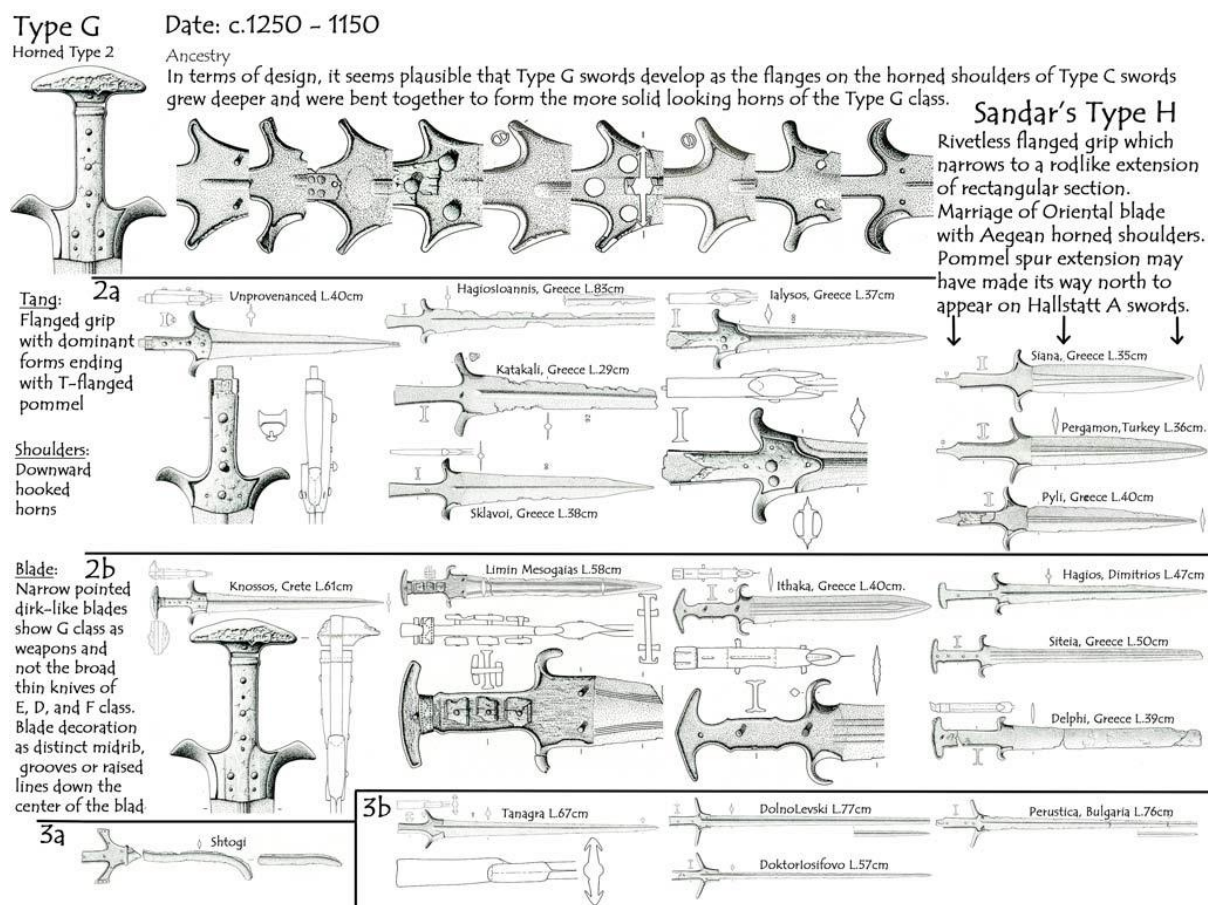 Type G
Horned Type 2
Date: c.1250 - 1150
Ancestry
In terms of design, it seems plausible that Type G swords develop as the flanges on the horned shoulders of Type C swords
grew deeper and were bent together to form the more solid looking horns of the Type G class.
Sandar's Type H
Rivetless flanged grip which
narrows to a rodlike extension
of rectangular section.
Marriage of Oriental blade
with Aegean horned shoulders.
Pommel spur extension may
have made its way north to
appear on Hallstatt A swords.
2a
Tang:
Flanged grip
with dominant
forms ending
with T-flanged
pommel
Shoulders:
Downward
hooked
horns
Unprovenanced L.40cm
HagiosIoannis, Greece L.83cm
Ialysos, Greece L.37cm
Katakali, Greece L.29cm
Sklavoi, Greece L.38cm
Siana, Greece L.35cm
Pergamon,Turkey L.36cm.
Pyli, Greece L.40cm
Blade:
2b
Narrow pointed
dirk-like blades
show G class as
weapons and
not the broad
thin knives of
E, D, and F class.
Blade decoration
as distinct midrib,
grooves or raised
lines down the
center of the blad
Knossos, Crete L.61cm
Limin Mesogaias L.58cm
Ithaka, Greece L.40cm.
Hagios, Dimitrios L.47cm
Siteia, Greece L.50cm
Delphi, Greece L.39cm
3a
Shtogi
3b
Tanagra L.67cm
DolnoLevski L.77cm
Perustica, Bulgaria L.76cm
DoktorIosifovo L.57cm